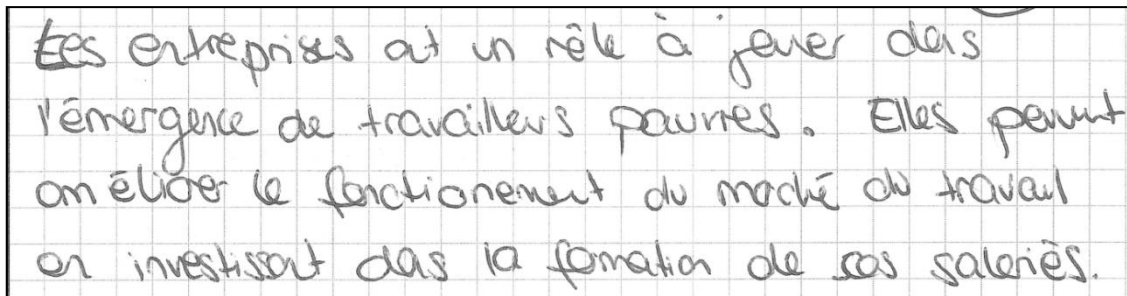 Les entreprises ont un rôle à jouer dans
l'émergence de travailleurs pauvres. Elles peuvent
améliorer le fonctionement du marché du travail
en investissant dans la formation de ses salariés.